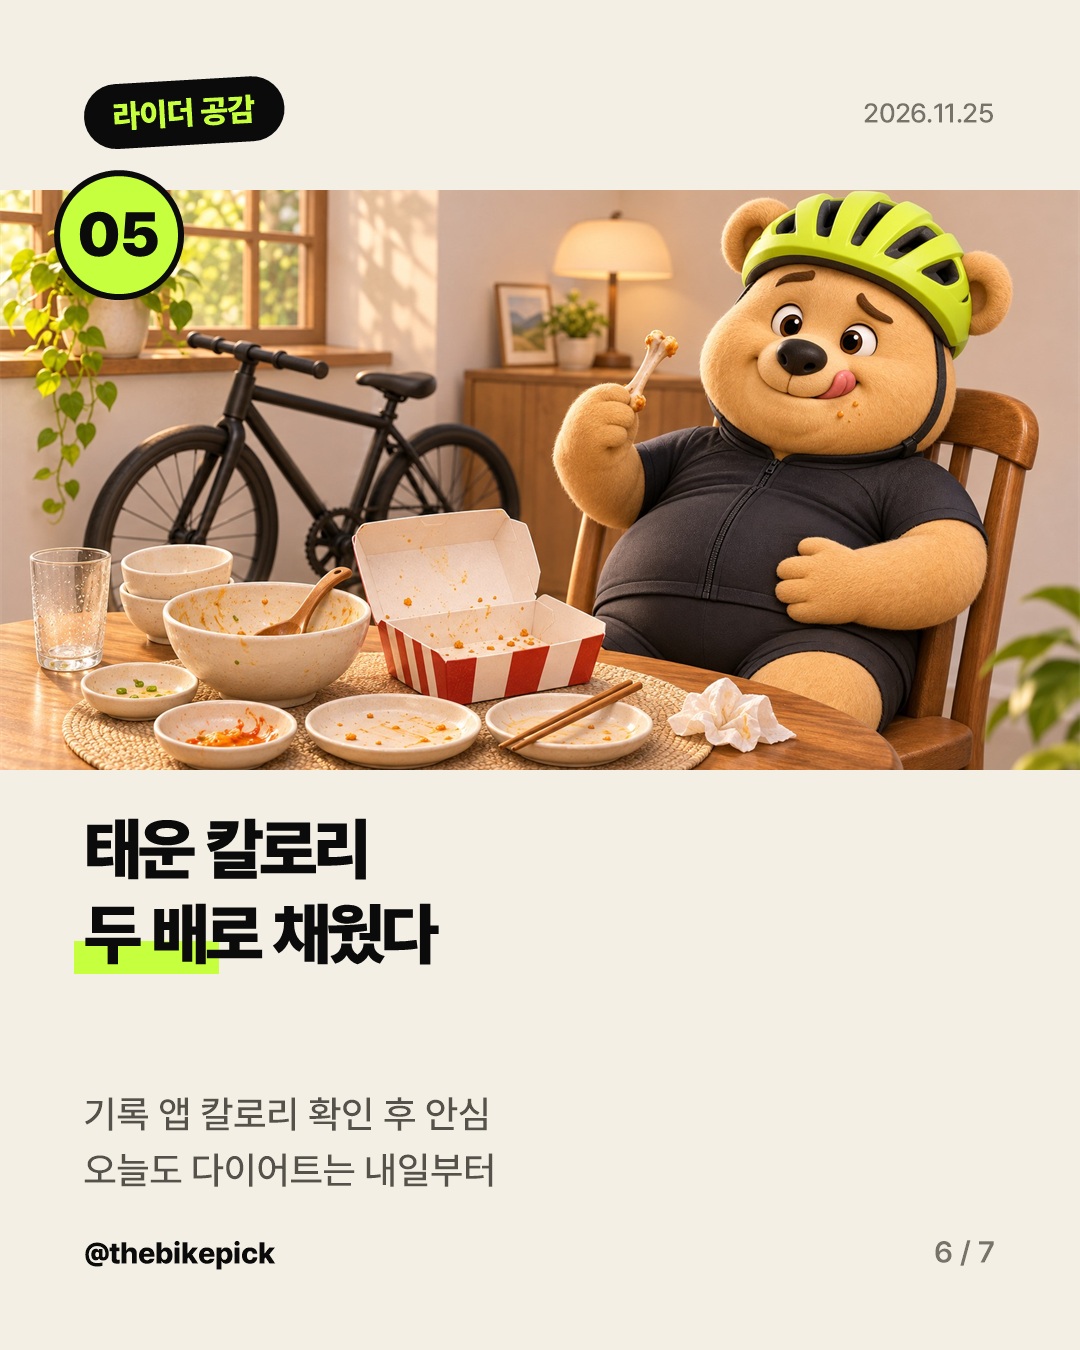 라이더 공감
2026.11.25
05
태운 칼로리
두 배로 채웠다
기록 앱 칼로리 확인 후 안심
오늘도 다이어트는 내일부터
@thebikepick
6 / 7